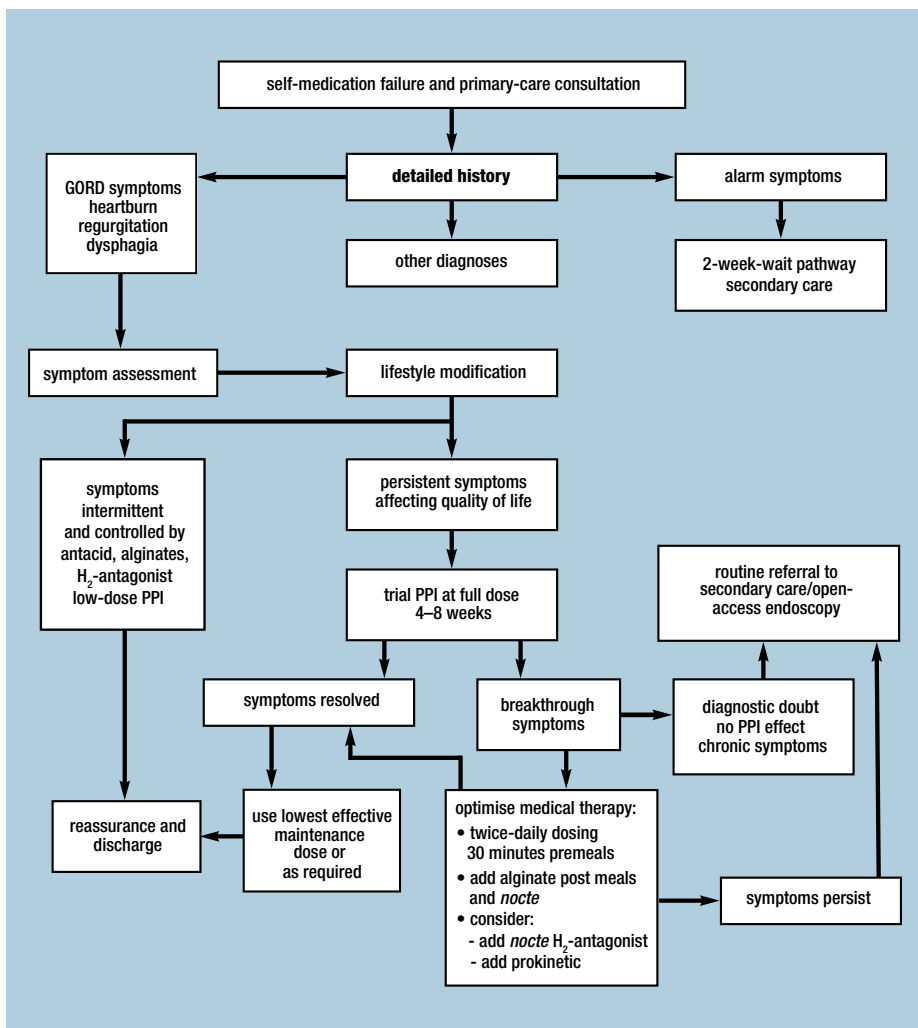 self-medication failure and primary-care consultation
GORD symptoms
heartburn
regurgitation
dysphagia
detailed history
alarm symptoms
other diagnoses
2-week-wait pathway
secondary care
symptom assessment
lifestyle modification
symptoms
intermittent
and controlled by
antacid, alginates,
H₂-antagonist
low-dose PPI
persistent symptoms
affecting quality of life
trial PPI at full dose
4–8 weeks
routine referral to
secondary care/open-
access endoscopy
symptoms resolved
breakthrough
symptoms
diagnostic doubt
no PPI effect
chronic symptoms
reassurance and
discharge
use lowest effective
maintenance
dose or
as required
optimise medical therapy:
• twice-daily dosing
30 minutes premeals
• add alginate post meals
and nocte
• consider:
- add nocte H₂-antagonist
- add prokinetic
symptoms persist